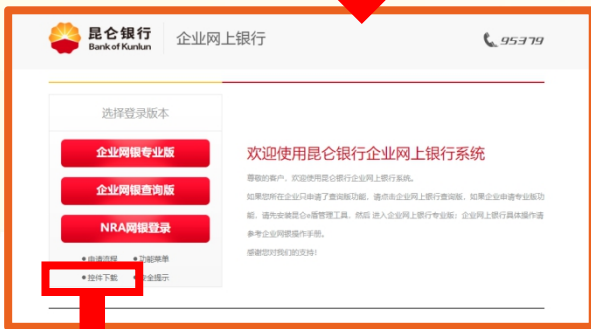 昆仑银行
Bank of Kunlun
企业网上银行
95379
选择登录版本
企业网银专业版
企业网银查询版
NRA网银登录
●申请流程 ●功能菜单
●控件下载 安全提示
欢迎使用昆仑银行企业网上银行系统
尊敬的客户，欢迎使用昆仑银行企业网上银行系统。
如果您所在企业只申请了查询版功能，请点击企业网上银行查询版，如果企业申请专业版功
能，请先安装昆仑e盾管理工具，然后 进入企业网上银行专业版；企业网上银行具体操作请
参考企业网银操作手册。
感谢您对我们的支持！